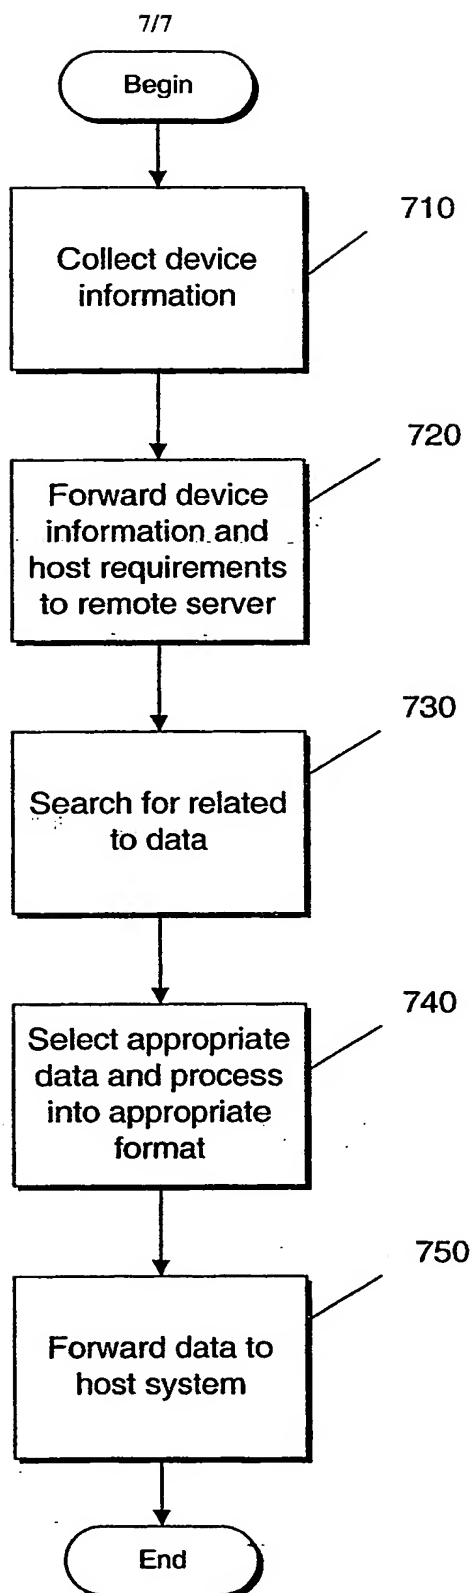 7/7
Begin
710
Collect device
information
720
Forward device
information and
host requirements
to remote server
730
Search for related
to data
740
Select appropriate
data and process
into appropriate
format
750
Forward data to
host system
End